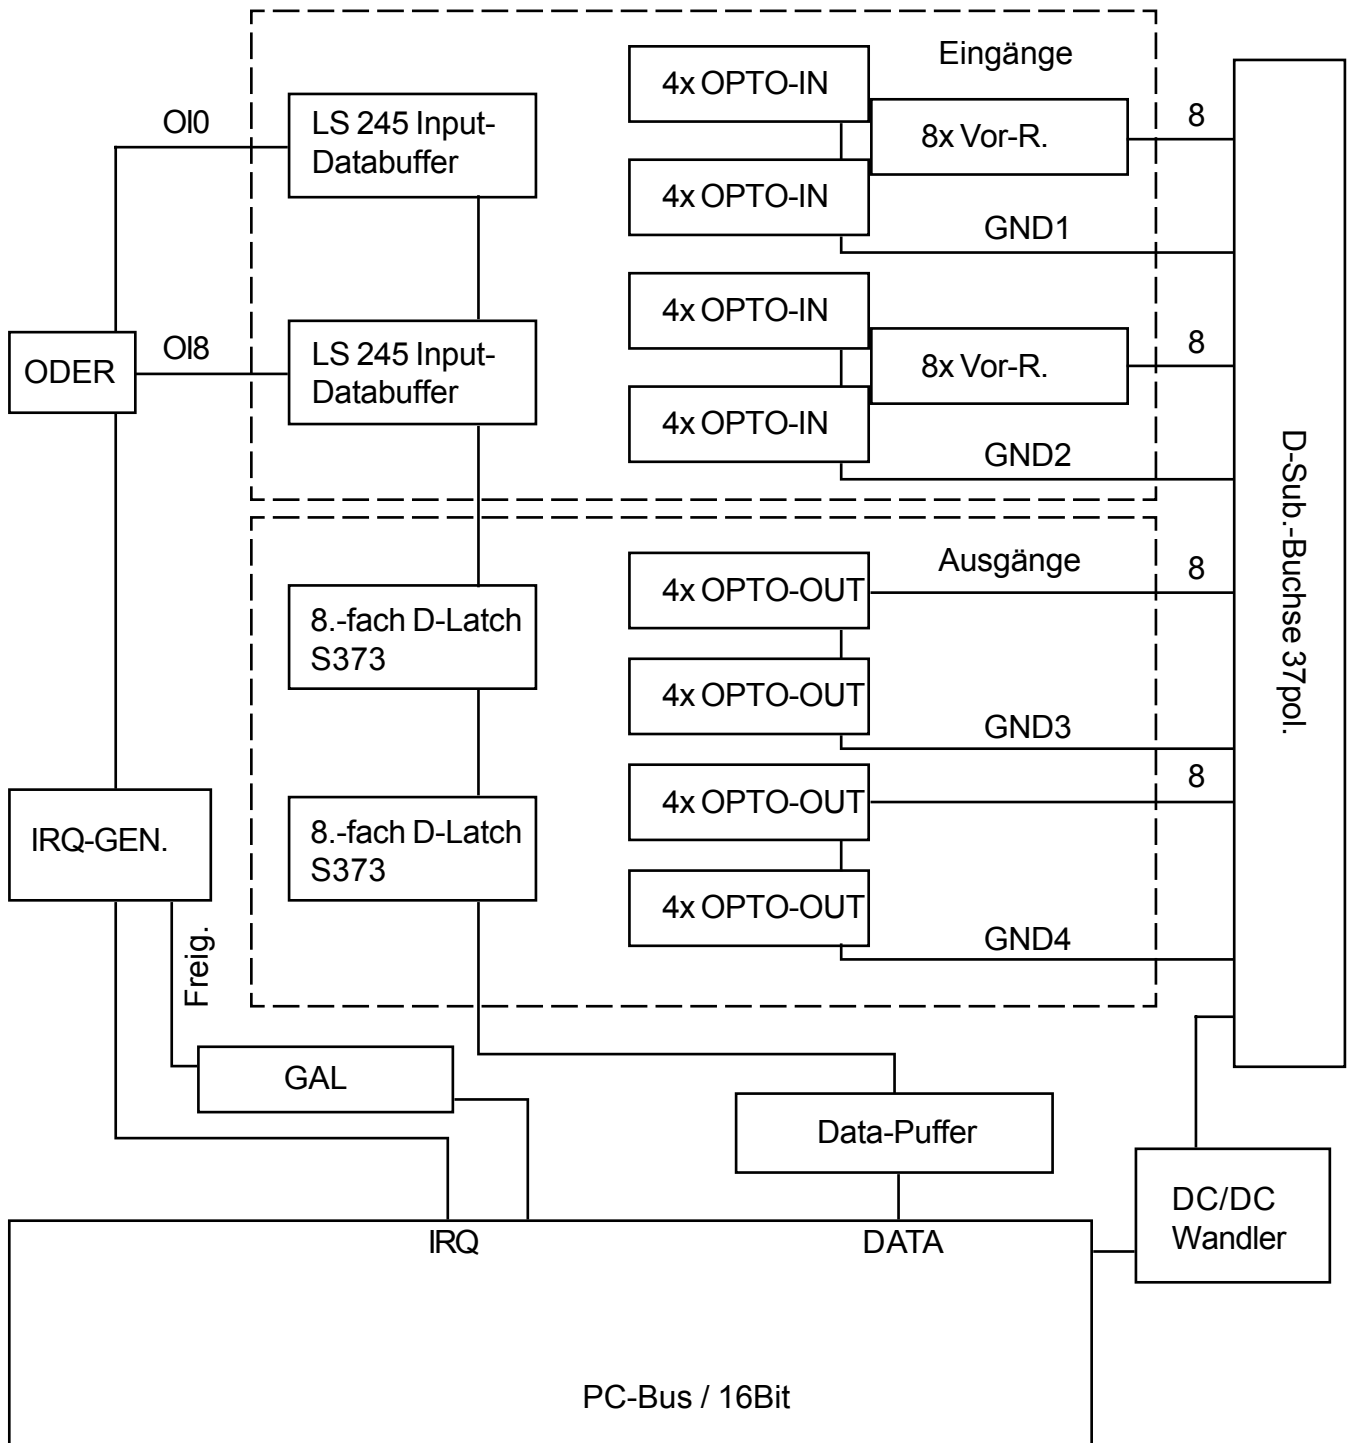 Eingänge
4x OPTO-IN
OI0
LS 245 Input-
Databuffer
8x Vor-R.
8
4x OPTO-IN
GND1
4x OPTO-IN
ODER
OI8
LS 245 Input-
Databuffer
8x Vor-R.
8
4x OPTO-IN
GND2
D-Sub.-Buchse 37pol.
Ausgänge
4x OPTO-OUT
8
8.-fach D-Latch
S373
4x OPTO-OUT
GND3
4x OPTO-OUT
8
IRQ-GEN.
8.-fach D-Latch
S373
4x OPTO-OUT
GND4
Freig.
GAL
Data-Puffer
DC/DC
Wandler
IRQ
DATA
PC-Bus / 16Bit